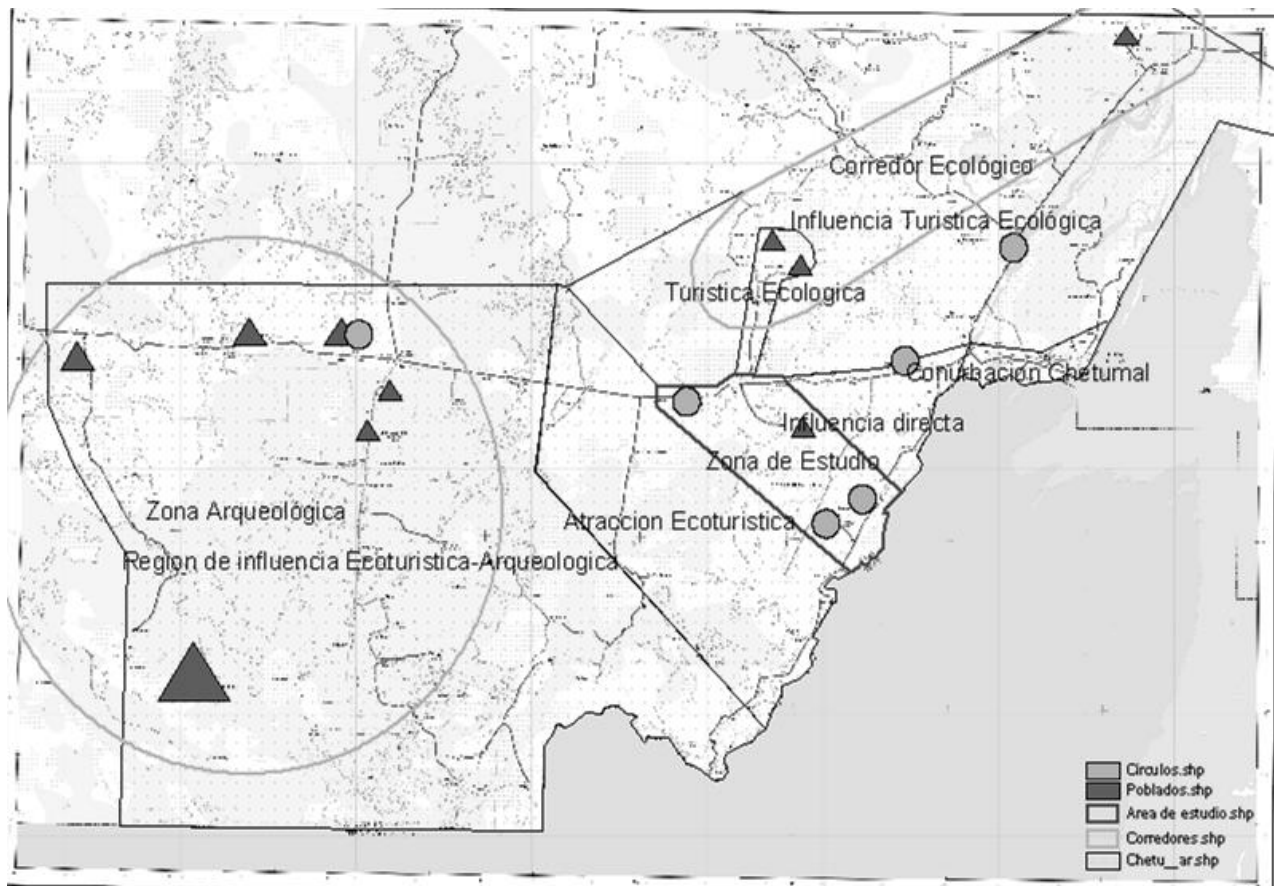 Corredor Ecológico
Influencia Turistica Ecológica
Turistica Ecologica
Conurbacion Chetumal
Influencia directa
Zona de Estudio
Zona Arqueológica
Atraccion Ecoturistica
Region de influencia Ecoturistica-Arqueologica
Circulos.shp
Poblados.shp
Area de estudio.shp
Corredores.shp
Chetu__ar.shp